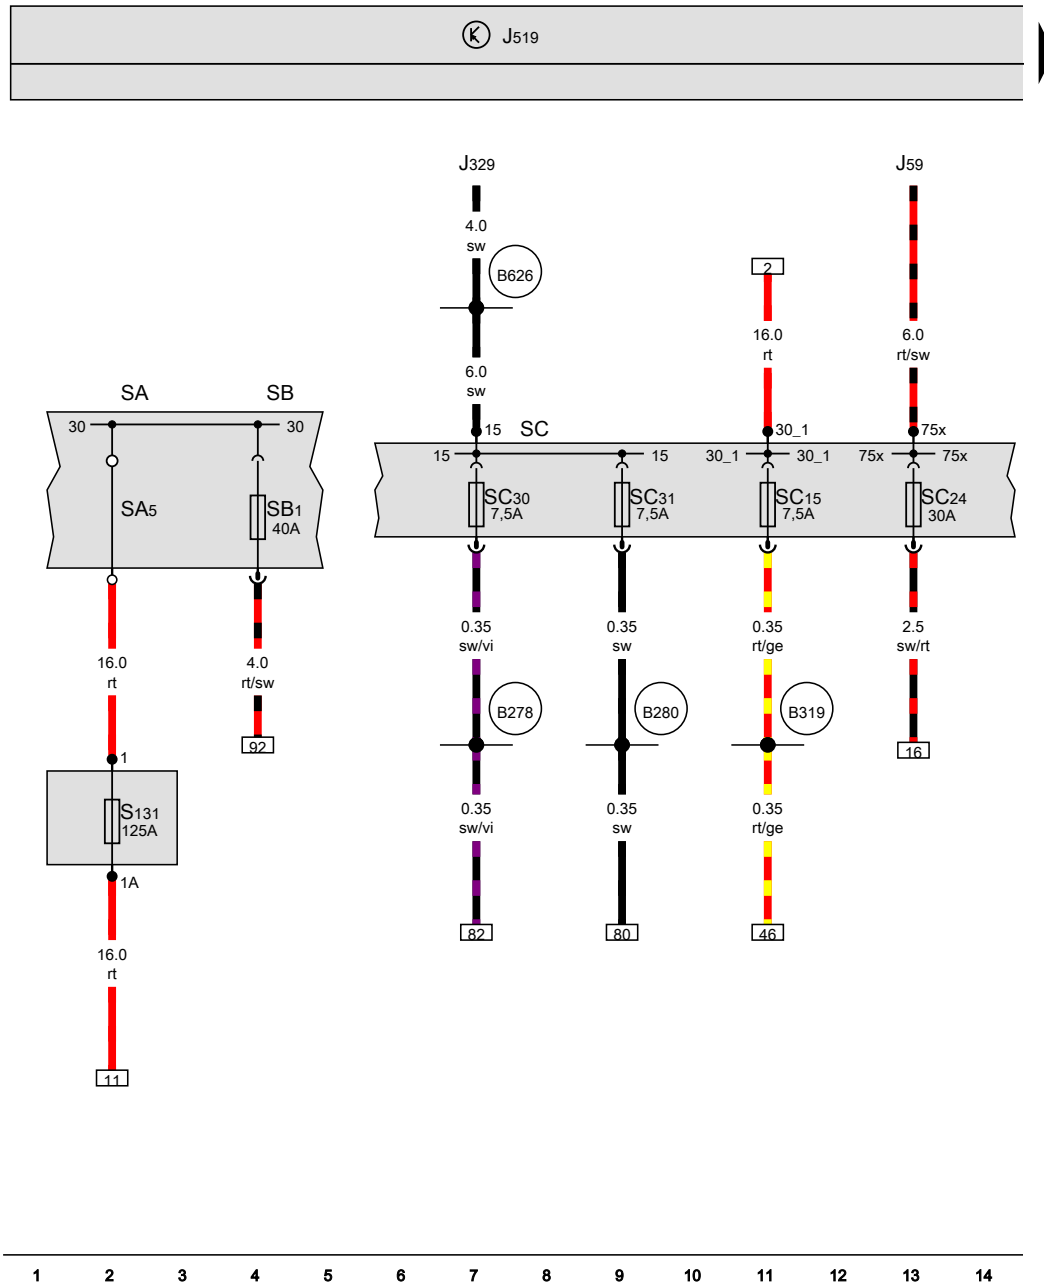 J519
J329
J59
4.0
sw
B626
2
16.0
rt
6.0
rt/sw
6.0
sw
SA
SB
30
30
15
SC
30_1
75x
15
15
30_1
30_1
75x
75x
SA5
SB1
40A
SC30
7,5A
SC31
7,5A
SC15
7,5A
SC24
30A
0.35
sw/vi
0.35
sw
0.35
rt/ge
2.5
sw/rt
16.0
rt
4.0
rt/sw
B278
B280
B319
92
16
1
S131
125A
0.35
sw/vi
0.35
sw
0.35
rt/ge
1A
82
80
46
16.0
rt
11
1 2 3 4 5 6 7 8 9 10 11 12 13 14